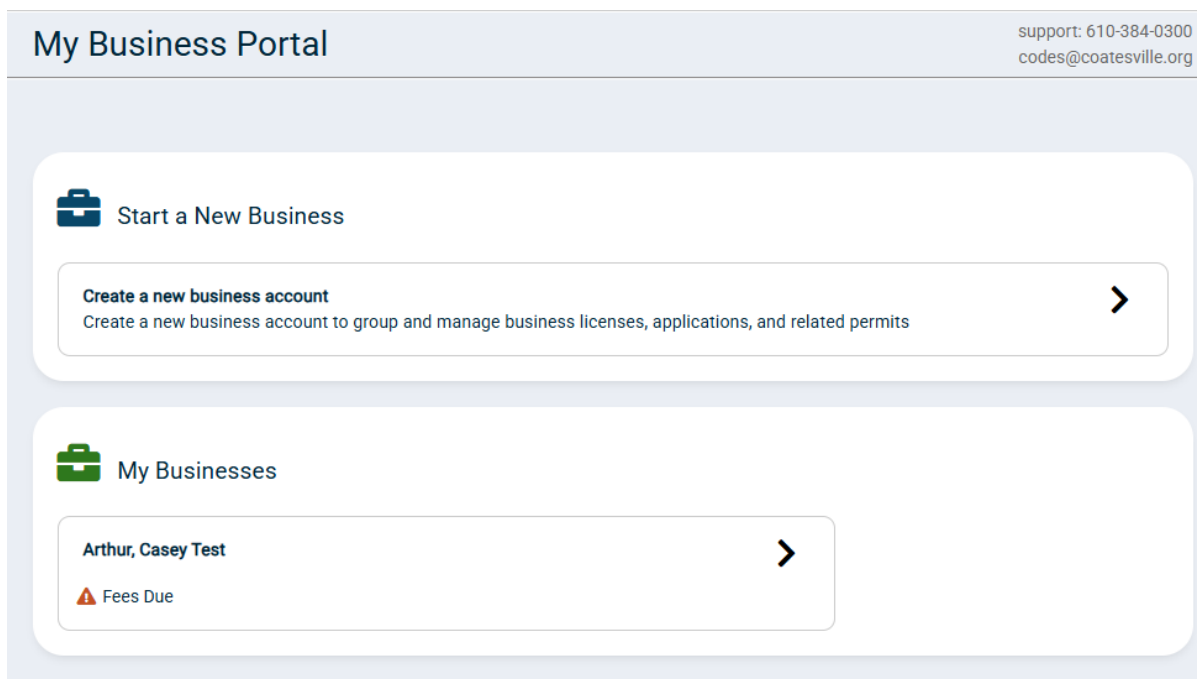 My Business Portal
support: 610-384-0300
codes@coatesville.org
Start a New Business
Create a new business account
Create a new business account to group and manage business licenses, applications, and related permits
My Businesses
Arthur, Casey Test
Fees Due